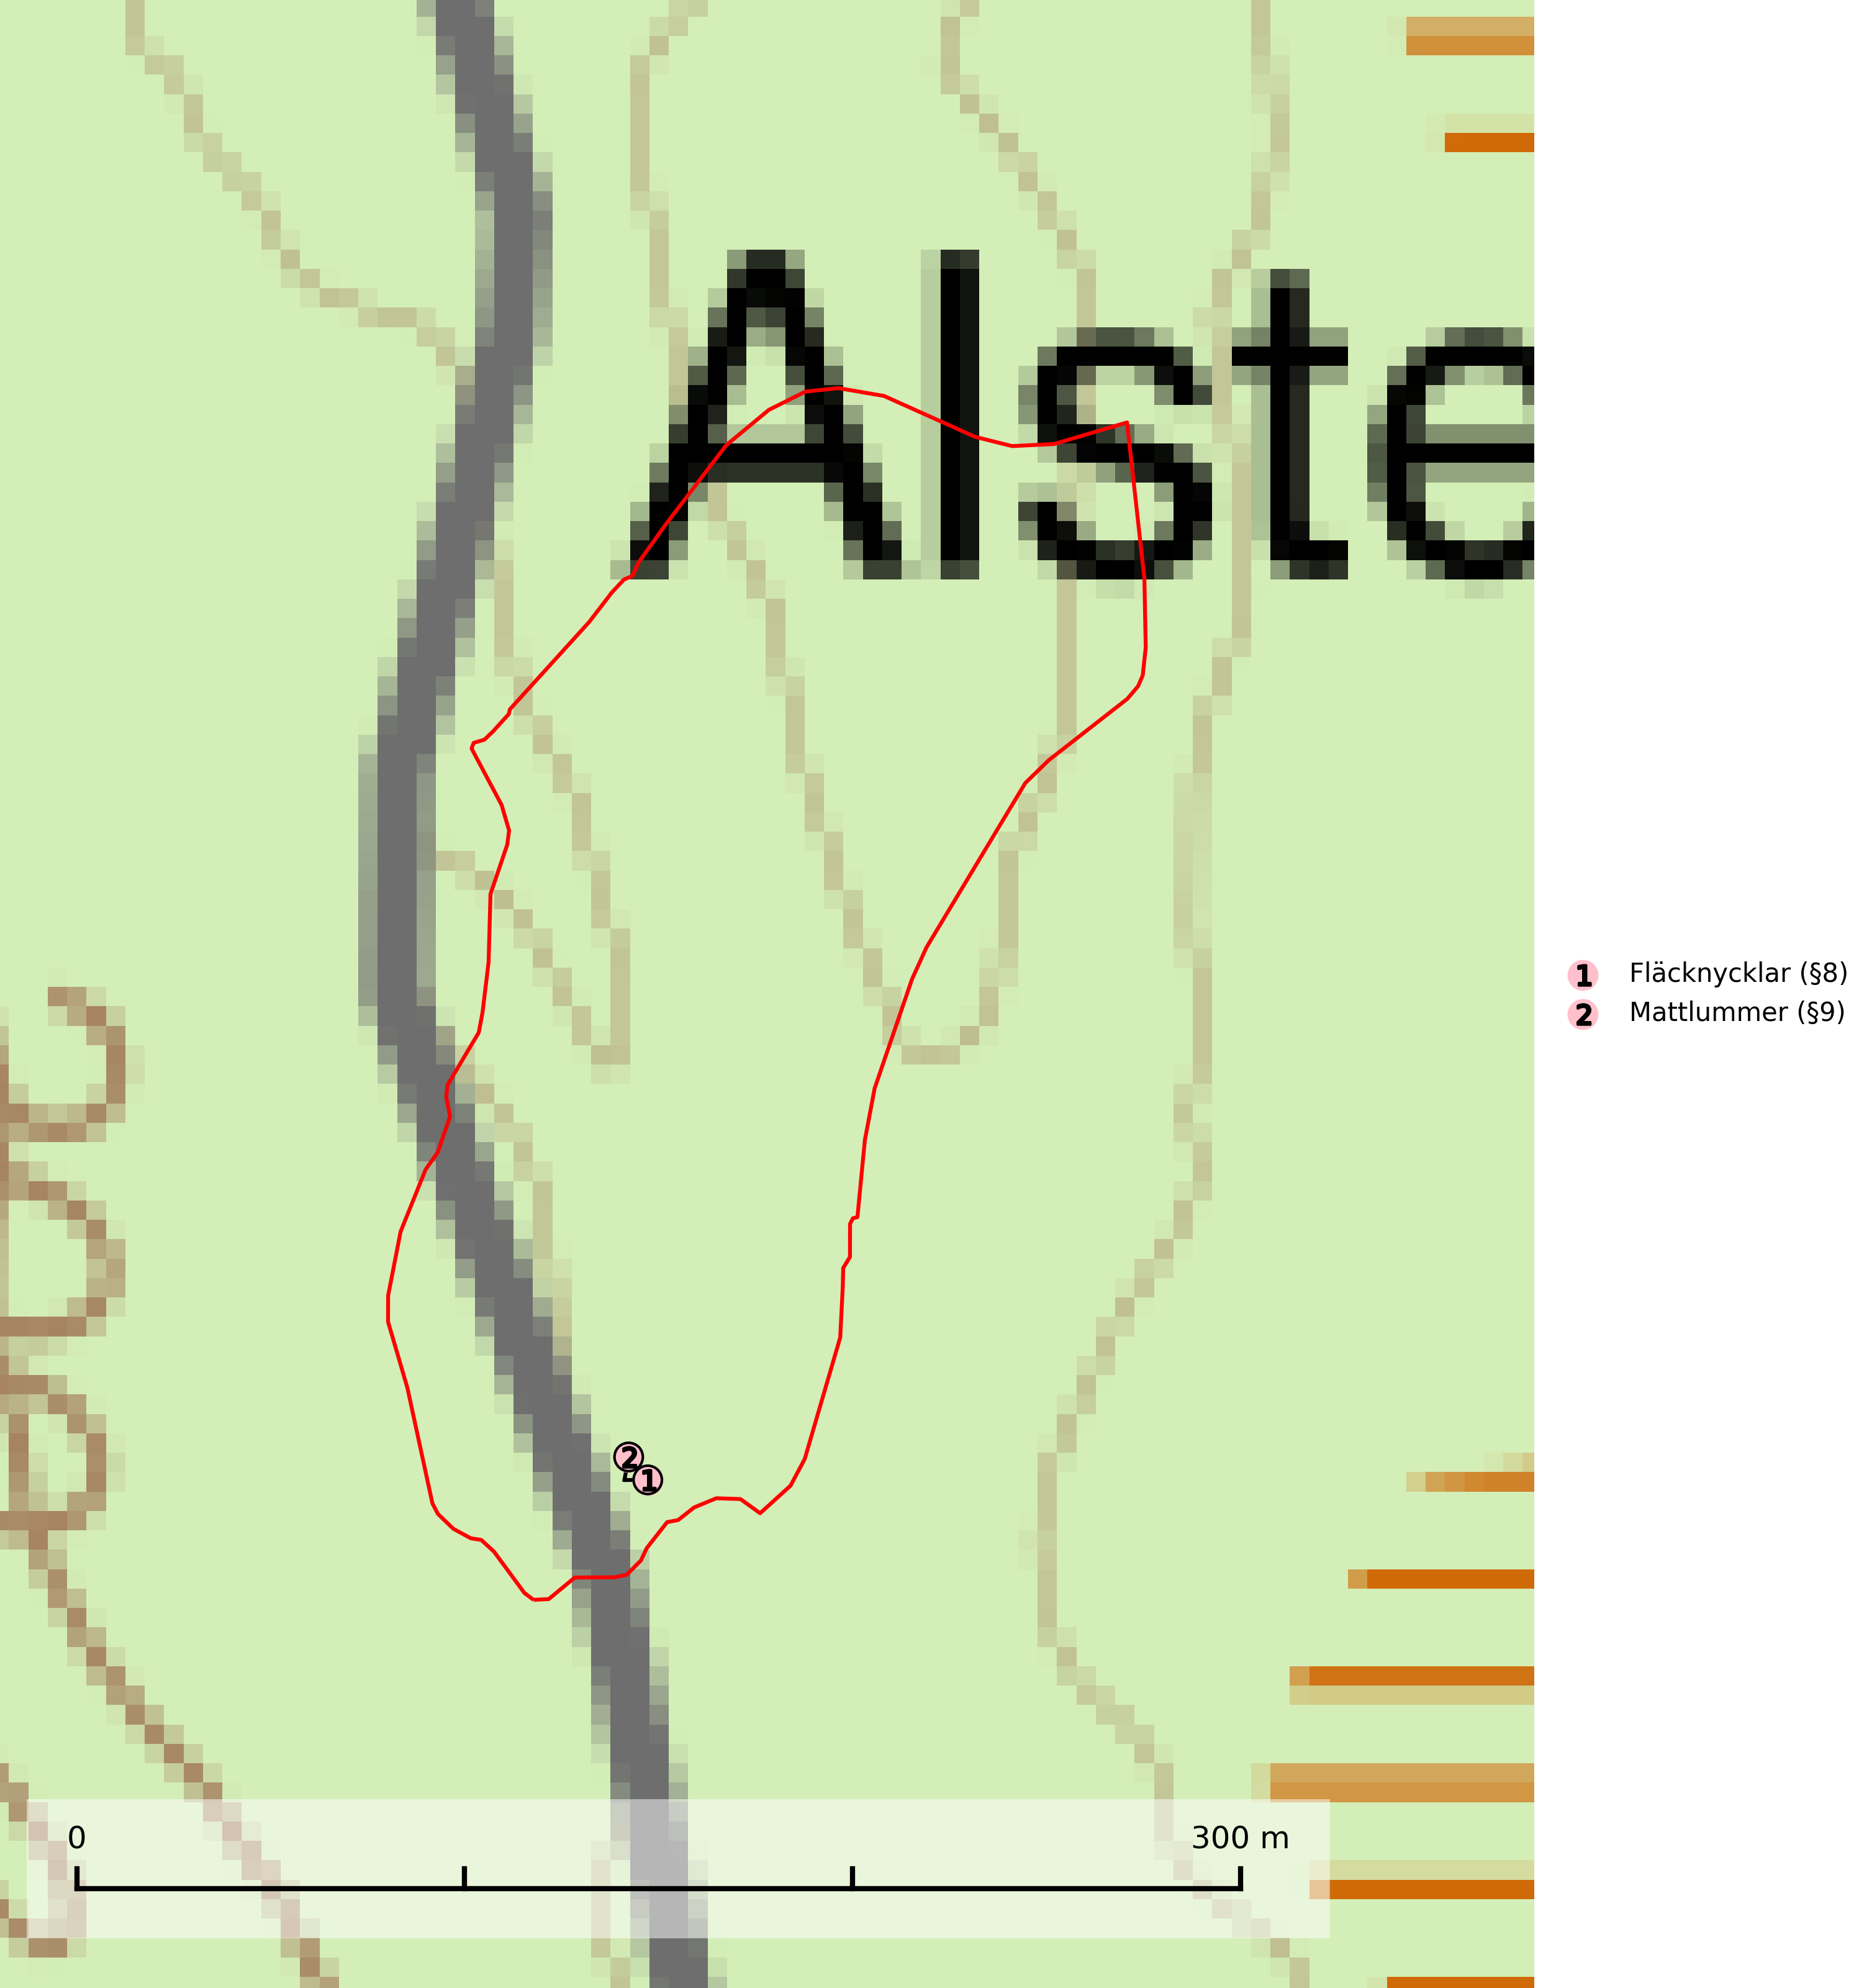 Alste
1 Fläcknycklar (§8)
2 Mattlummer (§9)
2
1
0 300 m